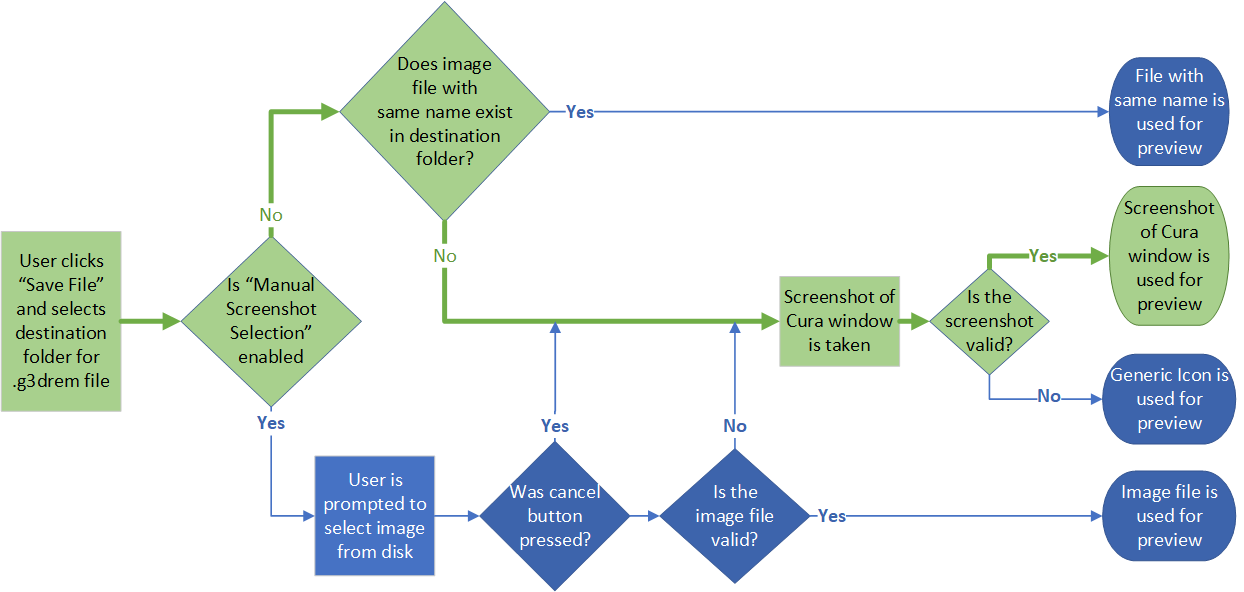 User clicks
“Save File”
and selects
destination
folder for
.g3drem file
Is “Manual
Screenshot
Selection”
enabled
No
Does image
file with
same name exist
in destination
folder?
Yes
File with
same name is
used for
preview
No
Screenshot of
Cura window
is taken
Is the
screenshot
valid?
Yes
Screenshot
of Cura
window is
used for
preview
No
Generic Icon is
used for
preview
Yes
User is
prompted to
select image
from disk
Was cancel
button
pressed?
Yes
Is the
image file
valid?
No
Yes
Image file is
used for
preview